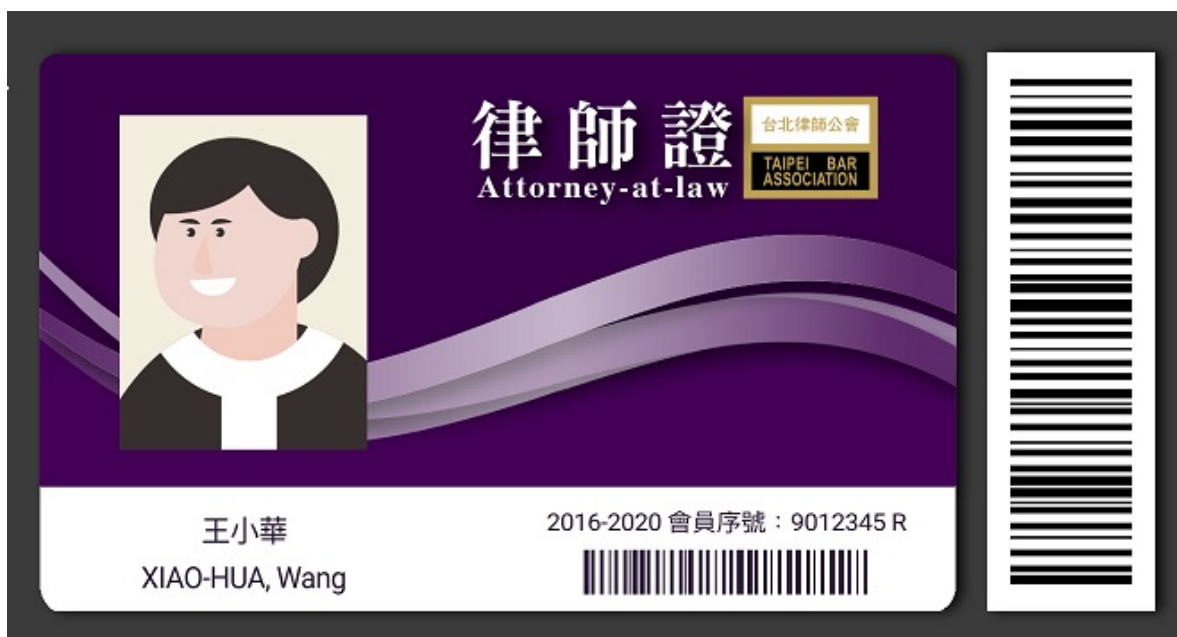 律師證
Attorney-at-law
台北律師公會
TAIPEI BAR
ASSOCIATION
王小華
XIAO-HUA, Wang
2016-2020 會員序號：9012345 R